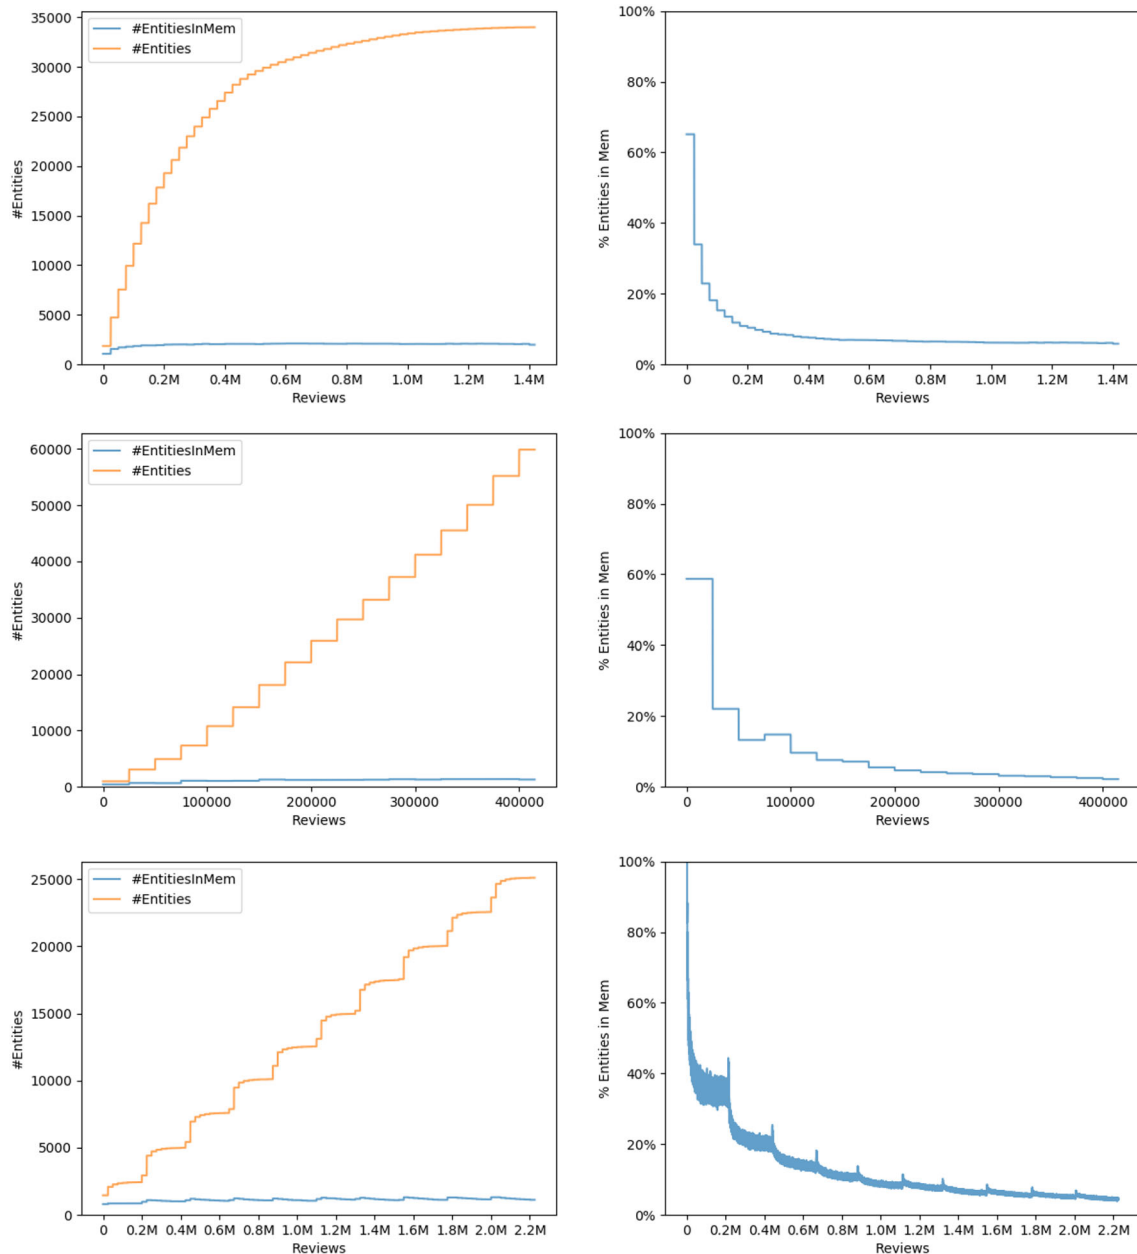 #EntitiesInMem
#Entities
35000
30000
25000
20000
15000
10000
5000
0
#Entities
0 0.2M 0.4M 0.6M 0.8M 1.0M 1.2M 1.4M
Reviews
100%
80%
60%
40%
20%
0%
% Entities in Mem
0 0.2M 0.4M 0.6M 0.8M 1.0M 1.2M 1.4M
Reviews
#EntitiesInMem
#Entities
60000
50000
40000
30000
20000
10000
0
#Entities
0 100000 200000 300000 400000
Reviews
100%
80%
60%
40%
20%
0%
% Entities in Mem
0 100000 200000 300000 400000
Reviews
#EntitiesInMem
#Entities
25000
20000
15000
10000
5000
0
#Entities
0 0.2M 0.4M 0.6M 0.8M 1.0M 1.2M 1.4M 1.6M 1.8M 2.0M 2.2M
Reviews
100%
80%
60%
40%
20%
0%
% Entities in Mem
0 0.2M 0.4M 0.6M 0.8M 1.0M 1.2M 1.4M 1.6M 1.8M 2.0M 2.2M
Reviews